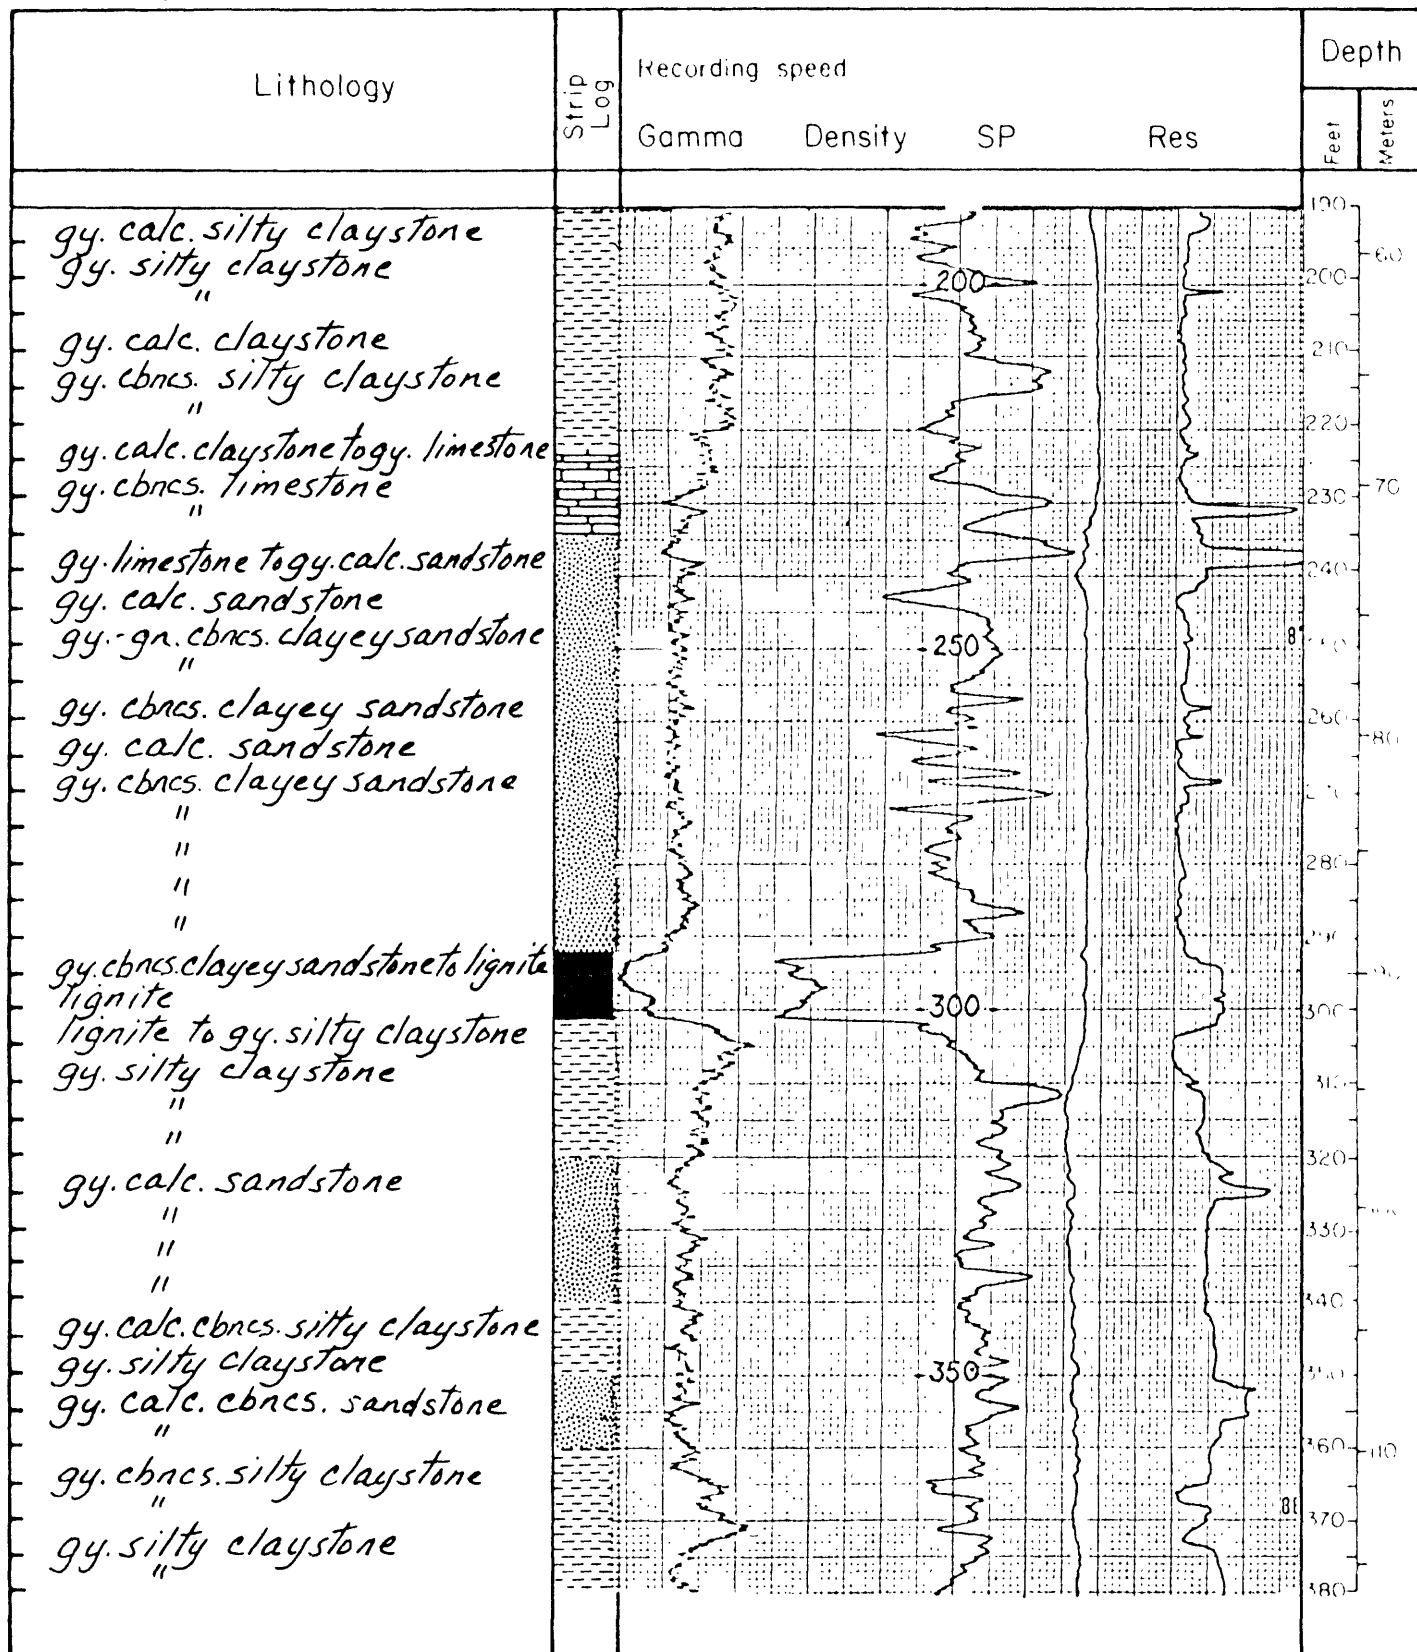 Lithology
Strip Log
Recording speed
Gamma Density SP Res
Depth
Feet
Meters
gy. calc. silty claystone
gy. silty claystone
"
gy. calc. claystone
gy. cbncs. silty claystone
"
gy. calc. claystone to gy. limestone
gy. cbncs. limestone
"
gy. limestone to gy. calc. sandstone
gy. calc. sandstone
gy.-gn. cbncs. clayey sandstone
"
gy. cbncs. clayey sandstone
gy. calc. sandstone
gy. cbncs. clayey sandstone
"
"
"
"
gy. cbncs. clayey sandstone to lignite
lignite
lignite to gy. silty claystone
gy. silty claystone
"
"
gy. calc. sandstone
"
"
"
gy. calc. cbncs. silty claystone
gy. silty claystone
gy. calc. cbncs. sandstone
"
gy. cbncs. silty claystone
"
gy. silty claystone
"
200
250
300
350
190
200
210
220
230
240
260
280
290
300
310
320
330
340
350
360
370
380
60
70
80
90
110